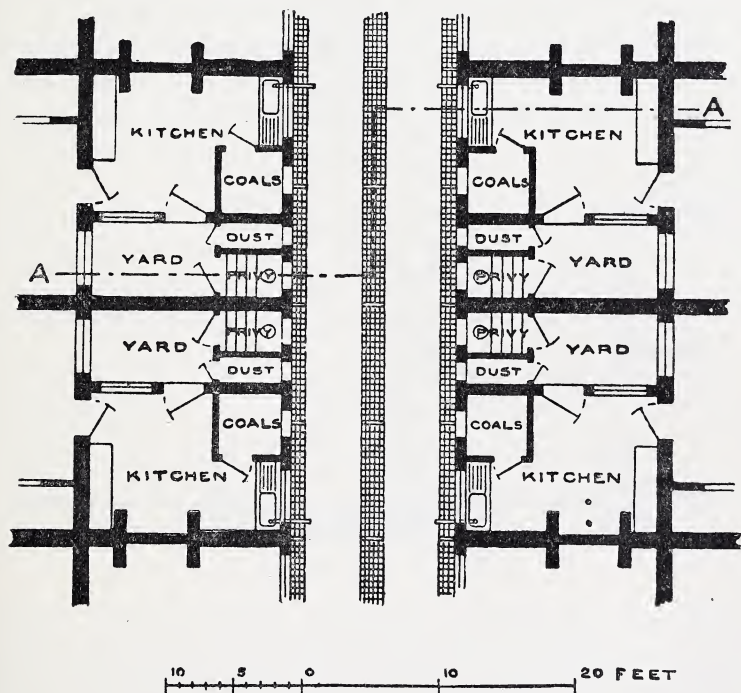 A
KITCHEN KITCHEN
COALS COALS
DUST DUST
A YARD YARD
PRIVY PRIVY
PRIVY PRIVY
YARD YARD
DUST DUST
COALS COALS
KITCHEN KITCHEN
10 5 0 10 20 FEET